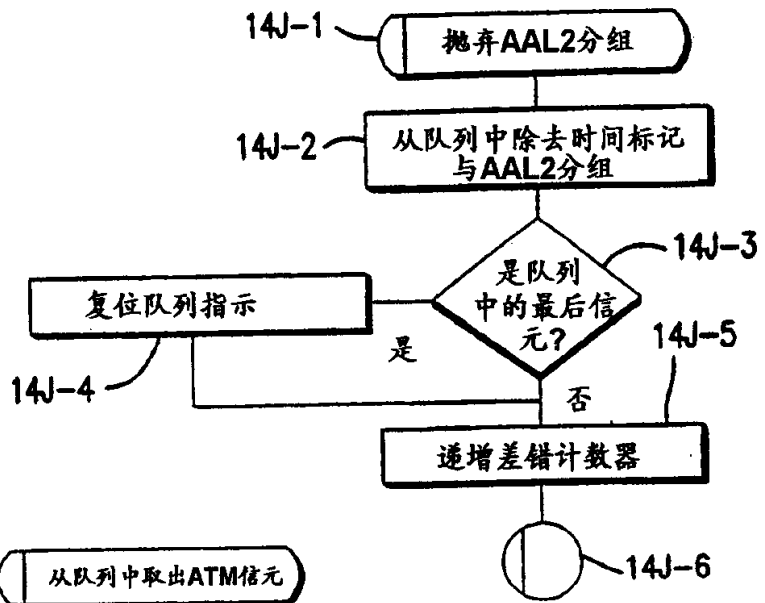 14J-1
抛弃AAL2分组
14J-2
从队列中除去时间标记
与AAL2分组
14J-3
是队列
中的最后信
元?
复位队列指示
是
14J-4
否
14J-5
递增差错计数器
14J-6
从队列中取出ATM信元